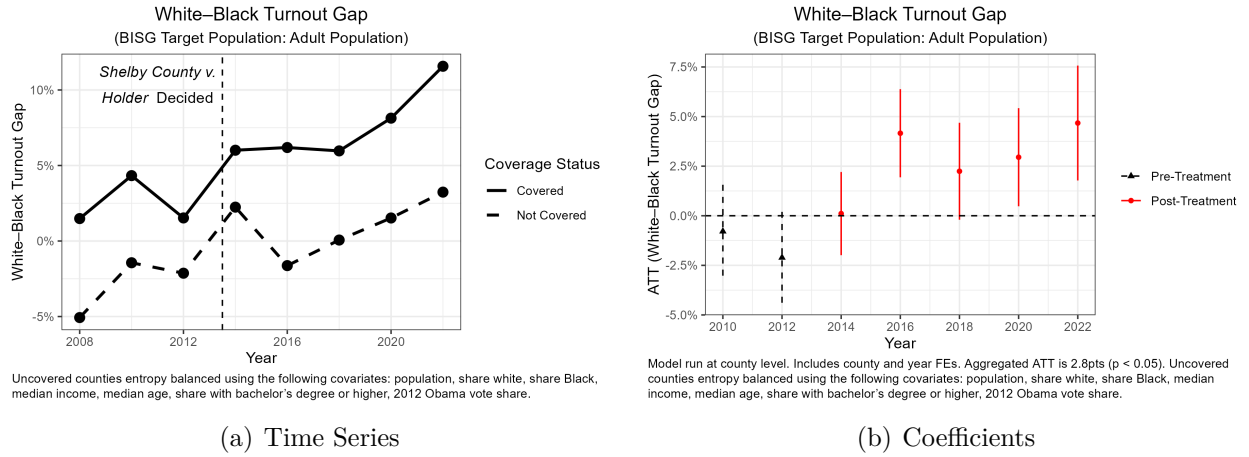 White–Black Turnout Gap
(BISG Target Population: Adult Population)
White–Black Turnout Gap
10%
5%
0%
-5%
Shelby County v.
Holder Decided
2008
2012
2016
2020
Year
Coverage Status
Covered
Not Covered
Uncovered counties entropy balanced using the following covariates: population, share white, share Black,
median income, median age, share with bachelor's degree or higher, 2012 Obama vote share.
(a) Time Series
White–Black Turnout Gap
(BISG Target Population: Adult Population)
ATT (White–Black Turnout Gap)
7.5%
5.0%
2.5%
0.0%
-2.5%
-5.0%
2010
2012
2014
2016
2018
2020
2022
Year
Pre-Treatment
Post-Treatment
Model run at county level. Includes county and year FEs. Aggregated ATT is 2.8pts (p < 0.05). Uncovered
counties entropy balanced using the following covariates: population, share white, share Black, median
income, median age, share with bachelor's degree or higher, 2012 Obama vote share.
(b) Coefficients